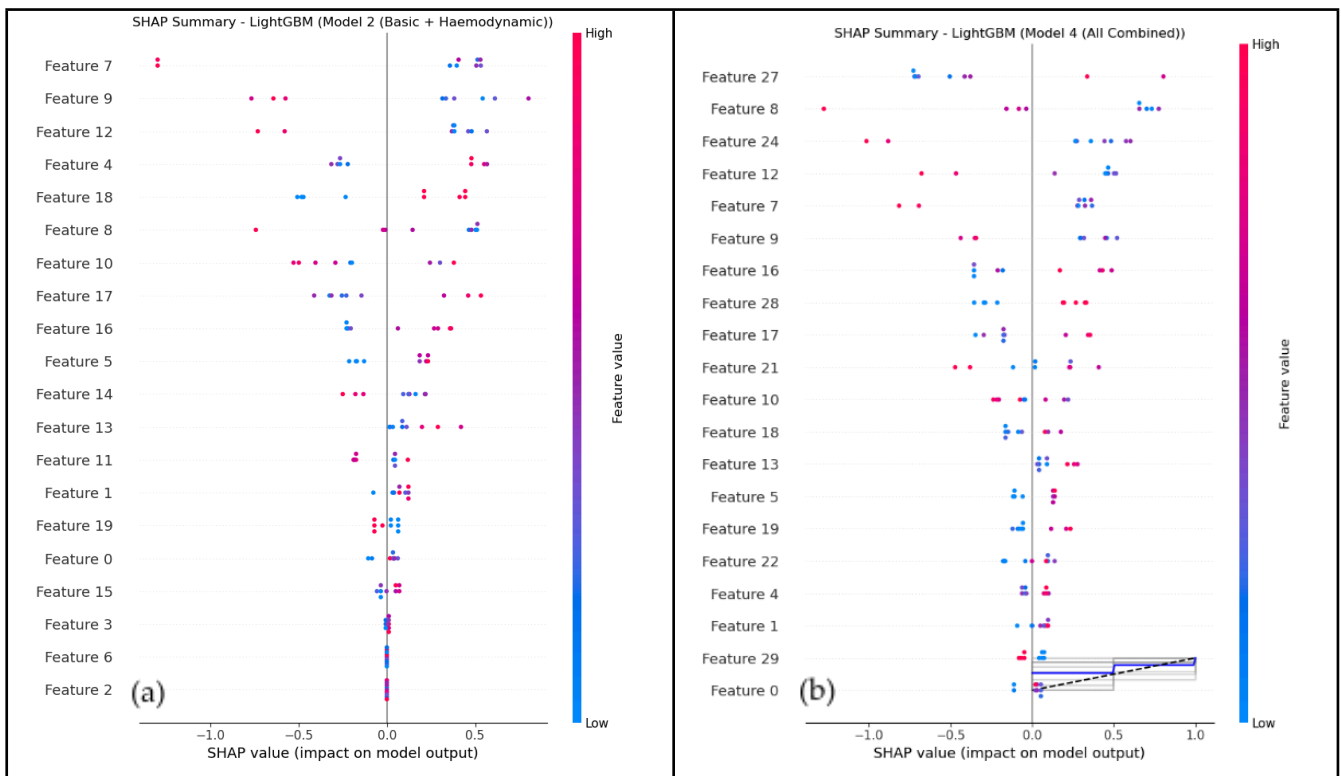 SHAP Summary - LightGBM (Model 2 (Basic + Haemodynamic))
High
Feature 7
Feature 9
Feature 12
Feature 4
Feature 18
Feature 8
Feature 10
Feature 17
Feature 16
Feature 5
Feature 14
Feature 13
Feature 11
Feature 1
Feature 19
Feature 0
Feature 15
Feature 3
Feature 6
Feature 2
Feature value
Low
(a)
−1.0 −0.5 0.0 0.5
SHAP value (impact on model output)
SHAP Summary - LightGBM (Model 4 (All Combined))
High
Feature 27
Feature 8
Feature 24
Feature 12
Feature 7
Feature 9
Feature 16
Feature 28
Feature 17
Feature 21
Feature 10
Feature 18
Feature 13
Feature 5
Feature 19
Feature 22
Feature 4
Feature 1
Feature 29
Feature 0
Feature value
Low
(b)
−1.0 −0.5 0.0 0.5 1.0
SHAP value (impact on model output)